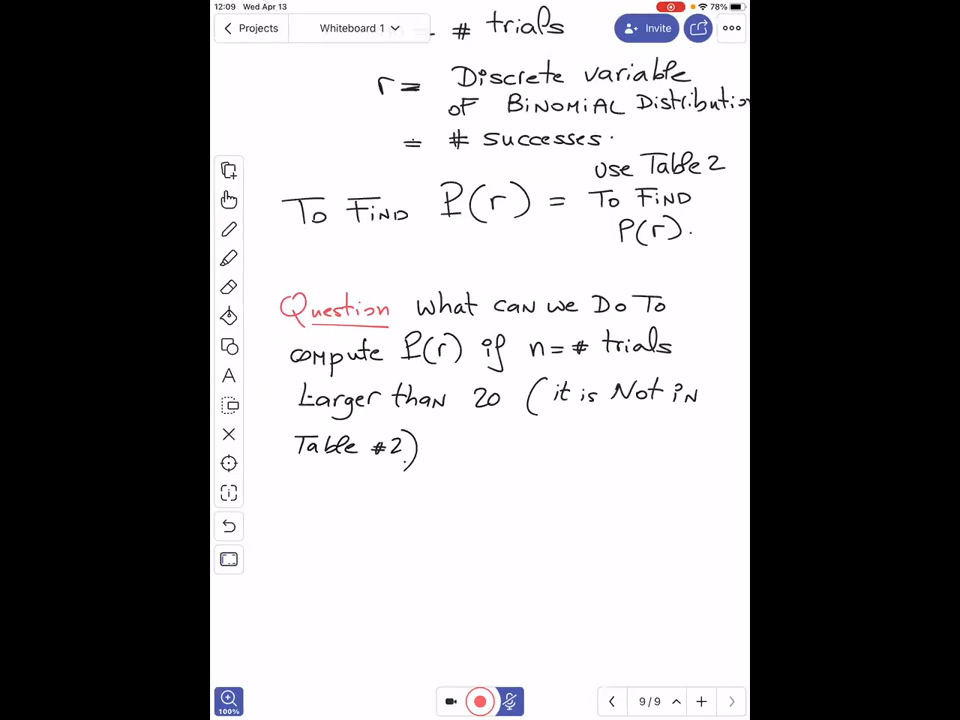 12:09 Wed Apr 13
78%
Projects
Whiteboard 1
Invite
= # trials
r = Discrete variable
of BINOMIAL Distribution
= # successes.
use Table 2
TO FIND P(r) = TO FIND
P(r).
Question What can we Do To
compute P(r) if n = # trials
Larger than 20 (it is Not in
Table #2)
A
100%
9/9